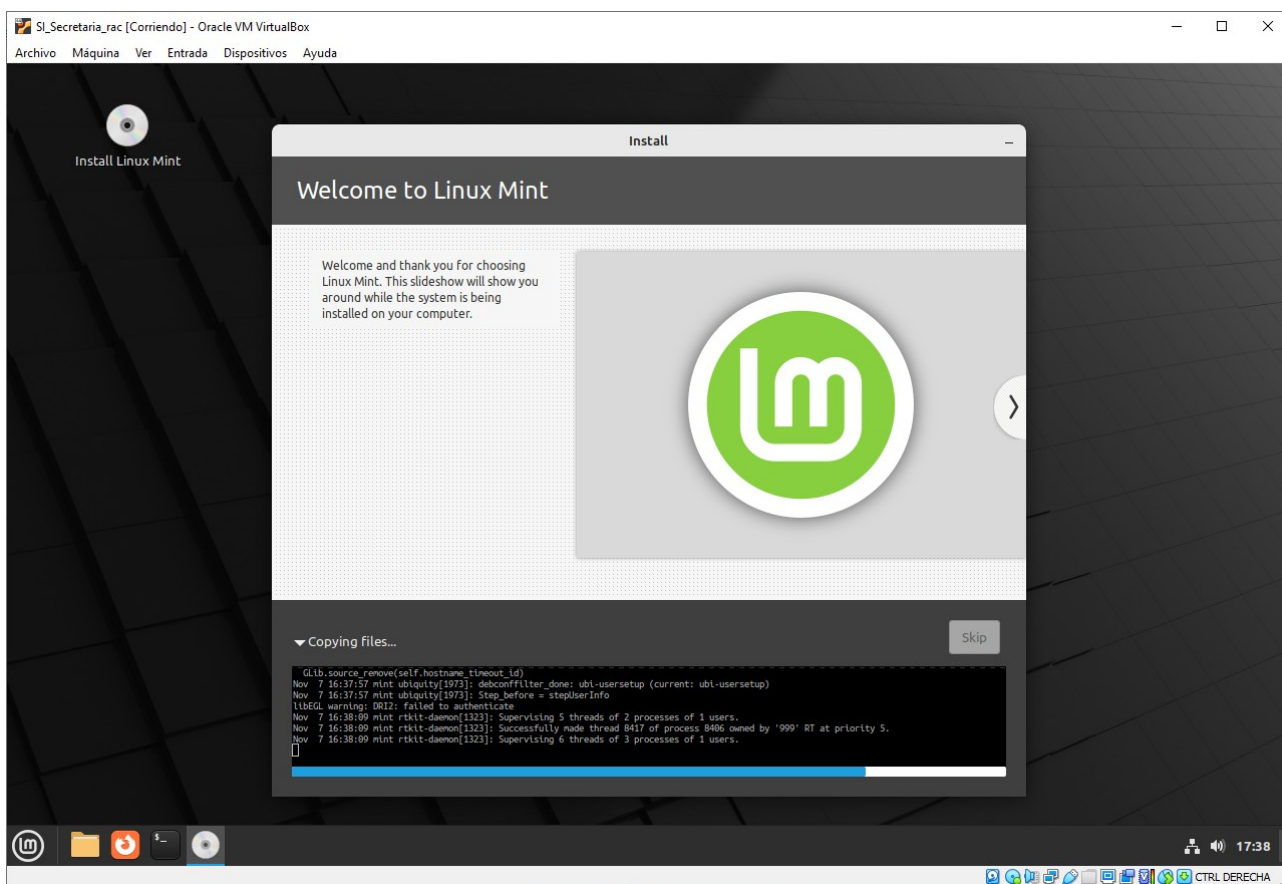 SI_Secretaria_rac [Corriendo] - Oracle VM VirtualBox
Archivo Máquina Ver Entrada Dispositivos Ayuda
Install Linux Mint
Install
Welcome to Linux Mint
Welcome and thank you for choosing
Linux Mint. This slideshow will show you
around while the system is being
installed on your computer.
Copying files...
Skip
GLib.source_remove(self.hostname_timeout_id)
Nov 7 16:37:57 mint ubiquity[1973]: debconffilter_done: ubi-usersetup (current: ubi-usersetup)
Nov 7 16:37:57 mint ubiquity[1973]: Step_before = stepUserInfo
libEGL warning: DRI2: failed to authenticate
Nov 7 16:38:09 mint rtkit-daemon[1323]: Supervising 5 threads of 2 processes of 1 users.
Nov 7 16:38:09 mint rtkit-daemon[1323]: Successfully made thread 8417 of process 8406 owned by '999' RT at priority 5.
Nov 7 16:38:09 mint rtkit-daemon[1323]: Supervising 6 threads of 3 processes of 1 users.
17:38
CTRL DERECHA